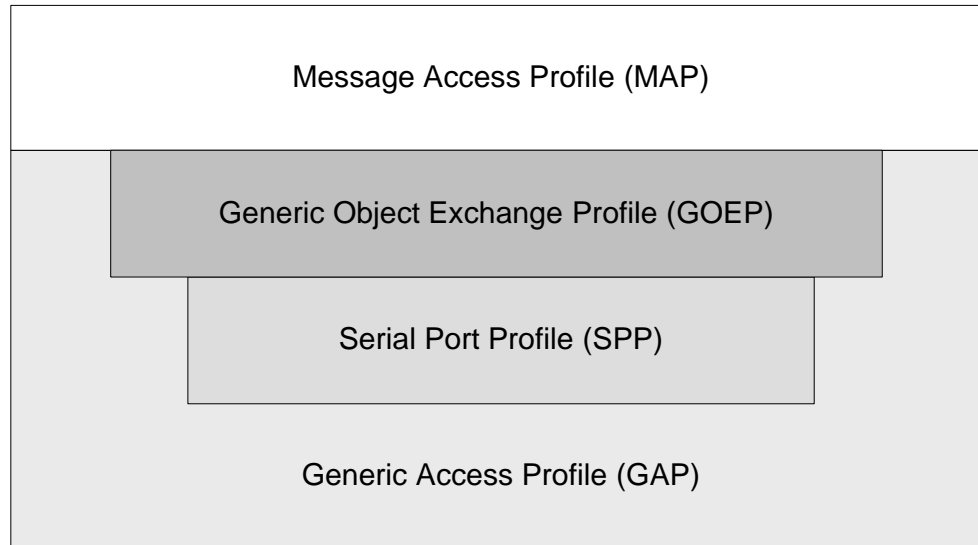 Message Access Profile (MAP)
Generic Object Exchange Profile (GOEP)
Serial Port Profile (SPP)
Generic Access Profile (GAP)